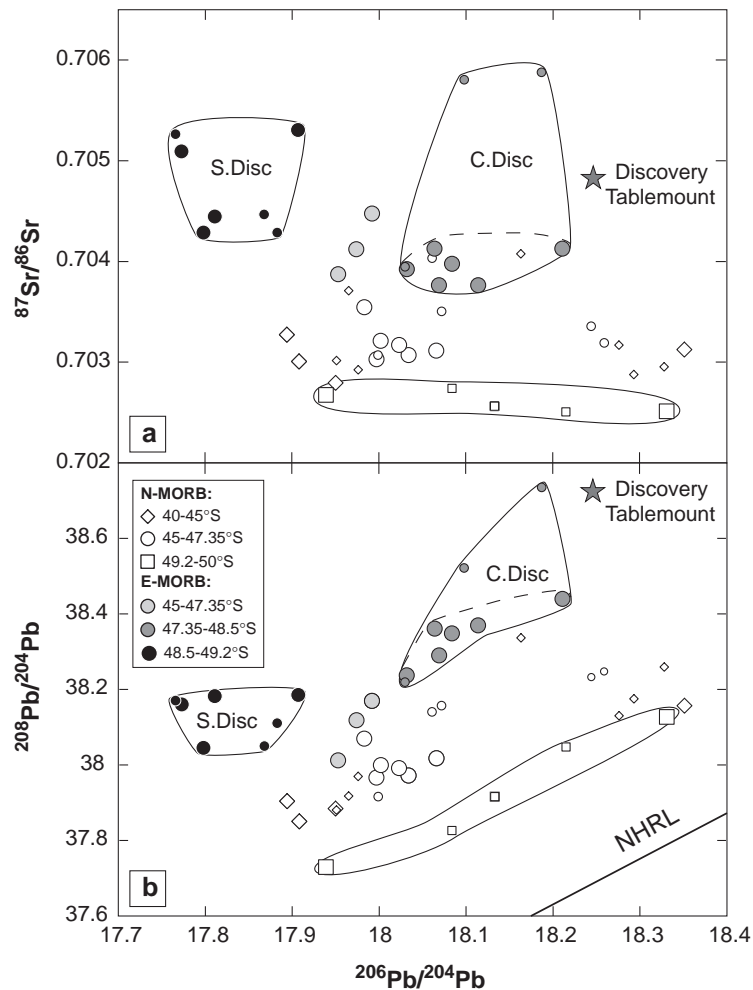 0.706
0.705
0.704
0.703
0.702
87Sr/86Sr
S.Disc
C.Disc
Discovery
Tablemount
a
38.6
38.4
38.2
38
37.8
37.6
208Pb/204Pb
N-MORB:
40-45°S
45-47.35°S
49.2-50°S
E-MORB:
45-47.35°S
47.35-48.5°S
48.5-49.2°S
Discovery
Tablemount
C.Disc
S.Disc
NHRL
b
17.7 17.8 17.9 18 18.1 18.2 18.3 18.4
206Pb/204Pb